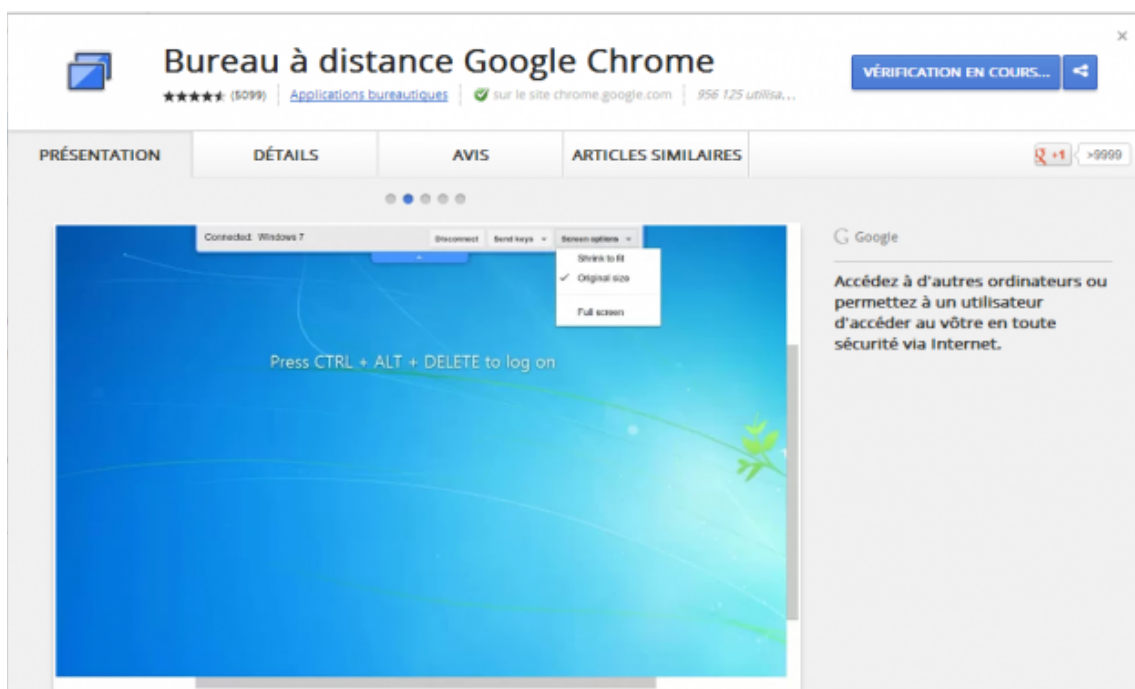 Bureau à distance Google Chrome
(5099) Applications bureautiques sur le site chrome.google.com 956 125 utilisa...
VÉRIFICATION EN COURS...
PRÉSENTATION DÉTAILS AVIS ARTICLES SIMILAIRES +1 >9999
Connected: Windows 7 Disconnect Send keys Screen options
Shrink to fit
Original size
Full screen
Press CTRL + ALT + DELETE to log on
Google
Accédez à d'autres ordinateurs ou
permettez à un utilisateur
d'accéder au vôtre en toute
sécurité via Internet.